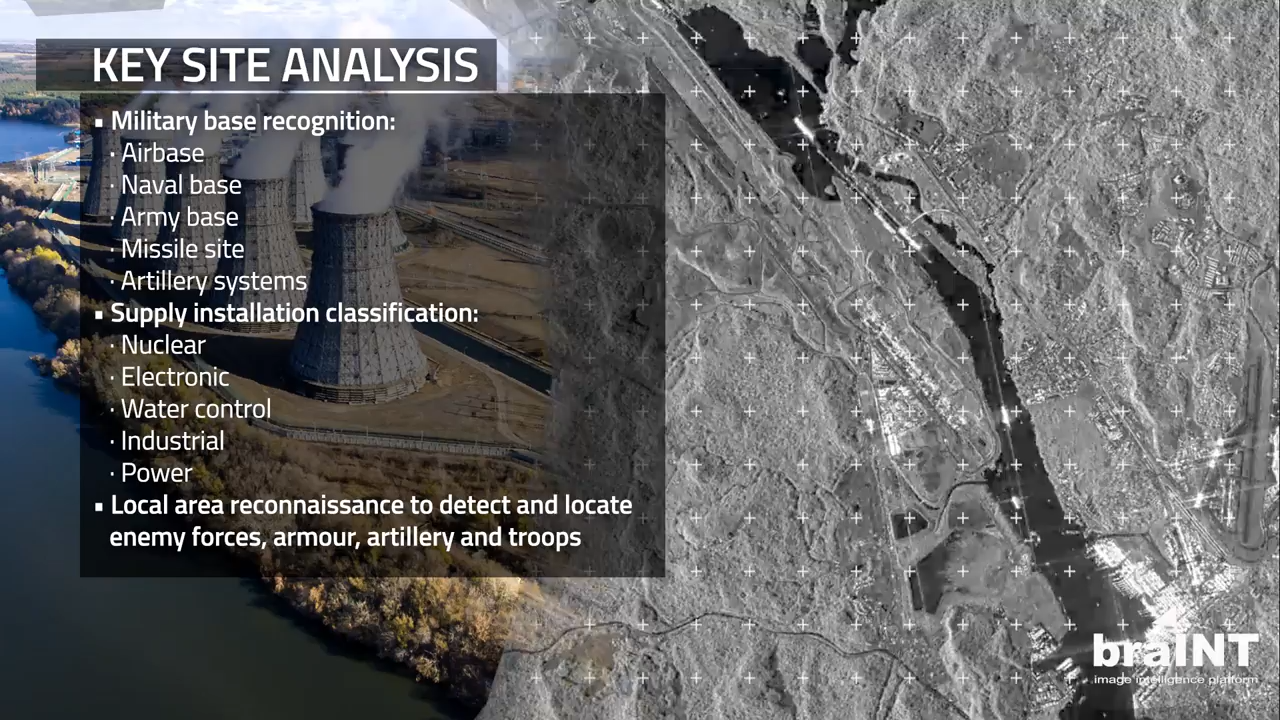 KEY SITE ANALYSIS
▪ Military base recognition:
· Airbase
· Naval base
· Army base
· Missile site
· Artillery systems
▪ Supply installation classification:
· Nuclear
· Electronic
· Water control
· Industrial
· Power
▪ Local area reconnaissance to detect and locate
enemy forces, armour, artillery and troops
braINT
image intelligence platform